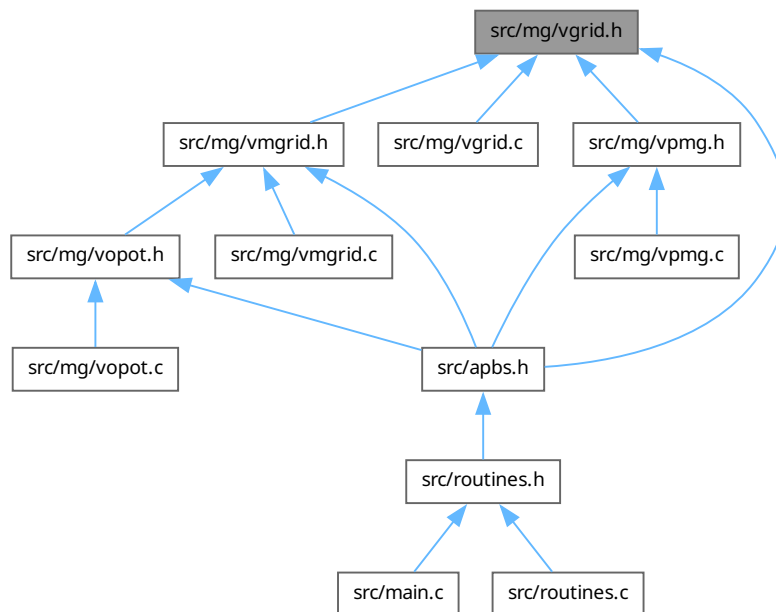 src/mg/vgrid.h
src/mg/vmgrid.h
src/mg/vgrid.c
src/mg/vpmg.h
src/mg/vopot.h
src/mg/vmgrid.c
src/mg/vpmg.c
src/mg/vopot.c
src/apbs.h
src/routines.h
src/main.c
src/routines.c